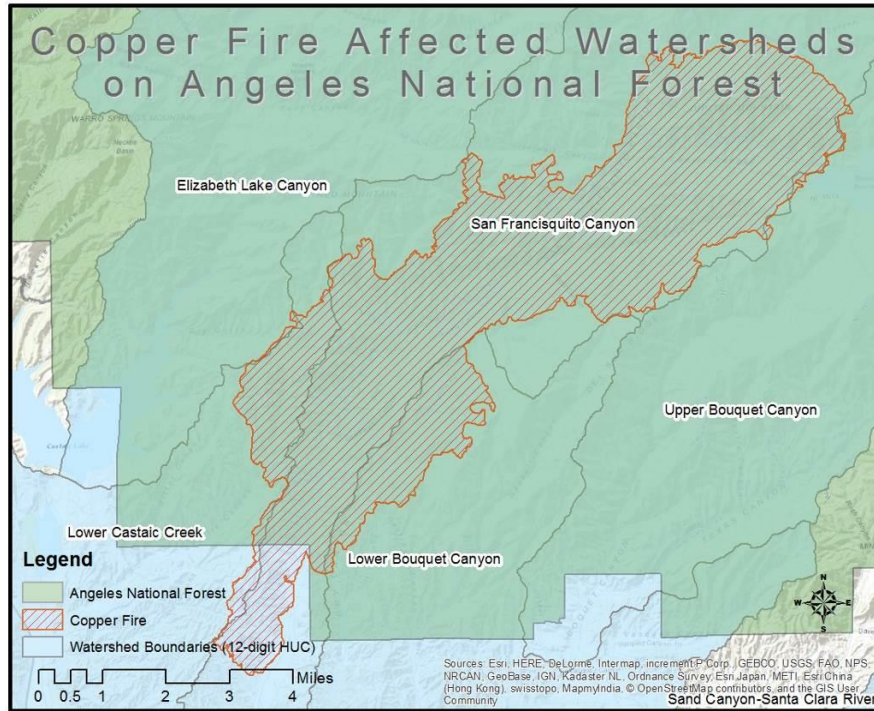 Copper Fire Affected Watersheds
on Angeles National Forest
Elizabeth Lake Canyon
San Francisquito Canyon
Upper Bouquet Canyon
Lower Castaic Creek
Lower Bouquet Canyon
Legend
Angeles National Forest
Copper Fire
Watershed Boundaries (12-digit HUC)
Miles
0 0.5 1 2 3 4
N
W E
S
Sources: Esri, HERE, DeLorme, Intermap, increment P Corp., GEBCO, USGS, FAO, NPS,
NRCAN, GeoBase, IGN, Kadaster NL, Ordnance Survey, Esri Japan, METI, Esri China
(Hong Kong), swisstopo, MapmyIndia, © OpenStreetMap contributors, and the GIS User
Community
Sand Canyon-Santa Clara River